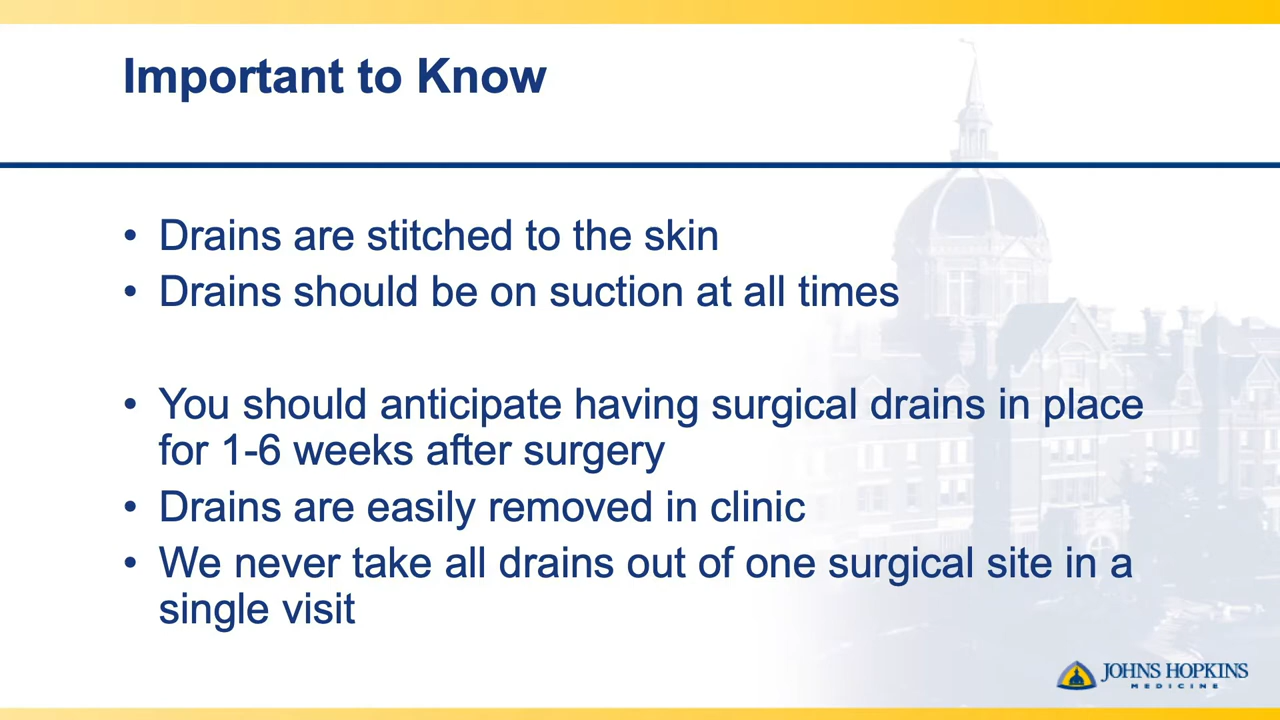 Important to Know
• Drains are stitched to the skin
• Drains should be on suction at all times
• You should anticipate having surgical drains in place
for 1-6 weeks after surgery
• Drains are easily removed in clinic
• We never take all drains out of one surgical site in a
single visit
JOHNS HOPKINS
MEDICINE